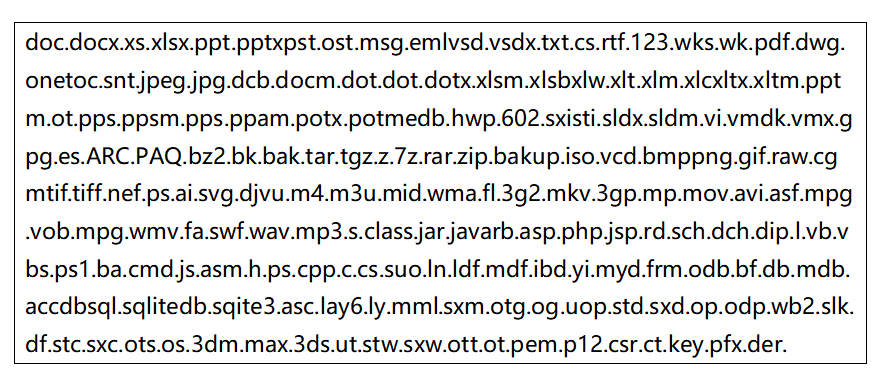 doc.docx.xs.xlsx.ppt.pptxpst.ost.msg.emlvsd.vsdx.txt.cs.rtf.123.wks.wk.pdf.dwg.
onetoc.snt.jpeg.jpg.dcb.docm.dot.dot.dotx.xlsm.xlsbxlw.xlt.xlm.xlcxltx.xltm.ppt
m.ot.pps.ppsm.pps.ppam.potx.potmedb.hwp.602.sxisti.sldx.sldm.vi.vmdk.vmx.g
pg.es.ARC.PAQ.bz2.bk.bak.tar.tgz.z.7z.rar.zip.bakup.iso.vcd.bmppng.gif.raw.cg
mtif.tiff.nef.ps.ai.svg.djvu.m4.m3u.mid.wma.fl.3g2.mkv.3gp.mp.mov.avi.asf.mpg
.vob.mpg.wmv.fa.swf.wav.mp3.s.class.jar.javarb.asp.php.jsp.rd.sch.dch.dip.l.vb.v
bs.ps1.ba.cmd.js.asm.h.ps.cpp.c.cs.suo.ln.ldf.mdf.ibd.yi.myd.frm.odb.bf.db.mdb.
accdbsql.sqlitedb.sqite3.asc.lay6.ly.mml.sxm.otg.og.uop.std.sxd.op.odp.wb2.slk.
df.stc.sxc.ots.os.3dm.max.3ds.ut.stw.sxw.ott.ot.pem.p12.csr.ct.key.pfx.der.